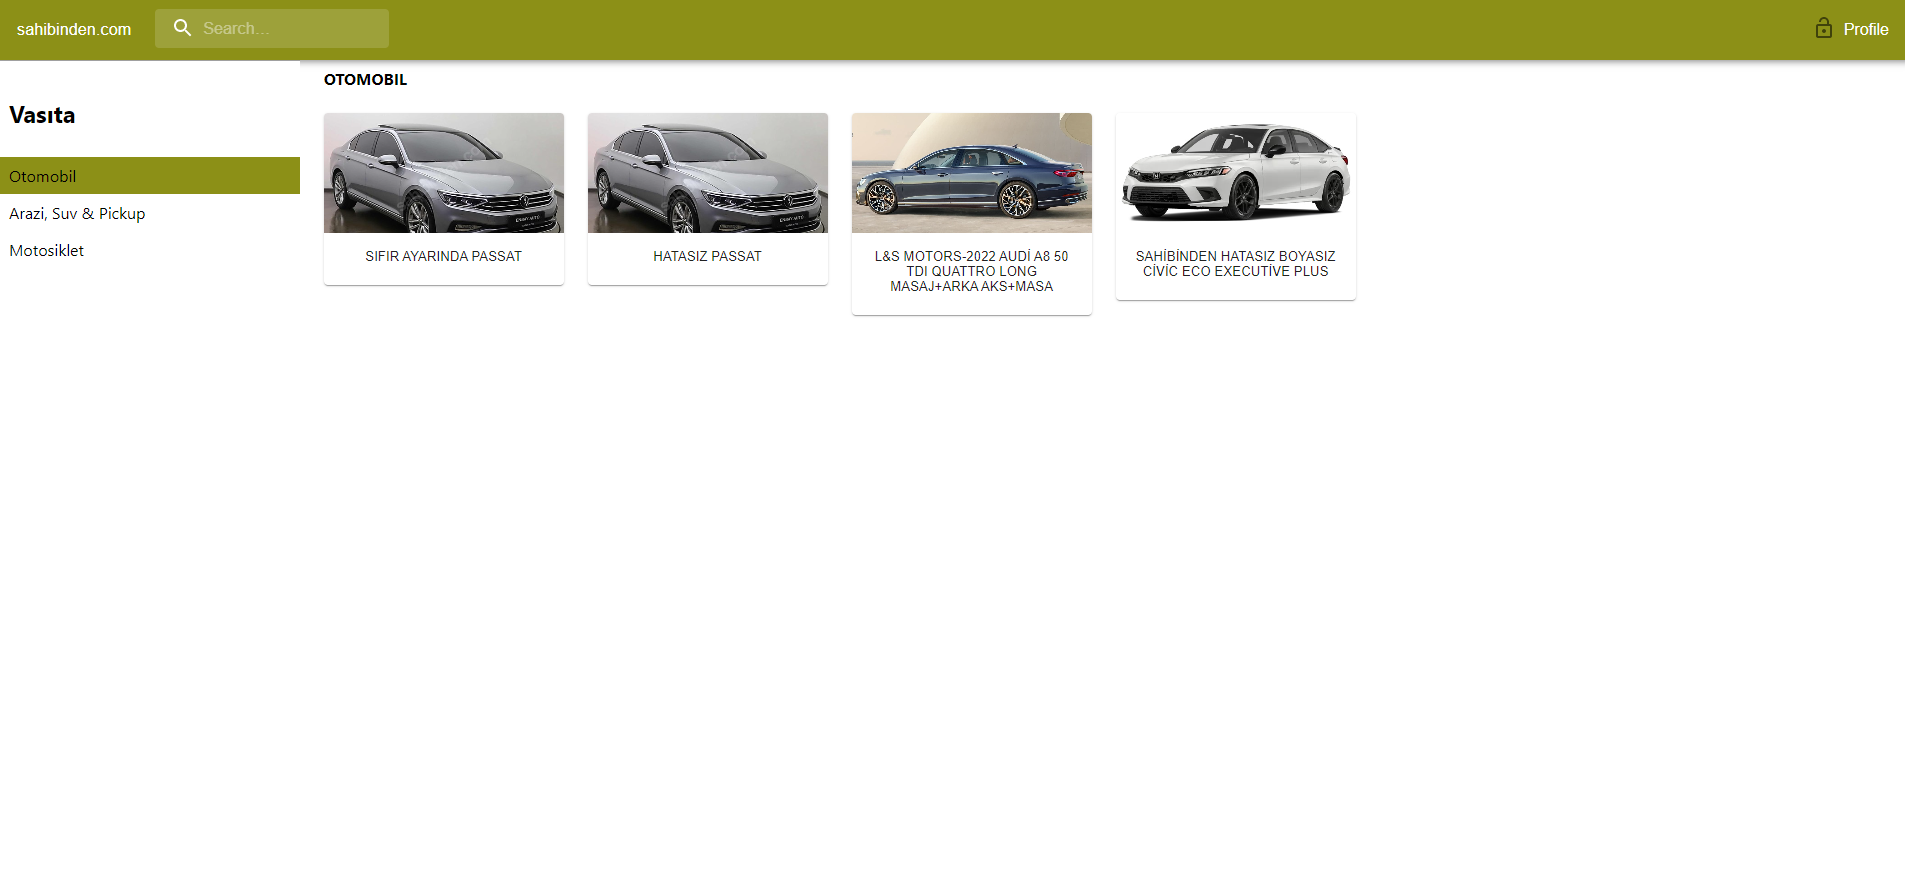 sahibinden.com
Search...
Profile
Vasıta
Otomobil
Arazi, Suv & Pickup
Motosiklet
OTOMOBIL
SIFIR AYARINDA PASSAT
HATASIZ PASSAT
L&S MOTORS-2022 AUDİ A8 50
TDI QUATTRO LONG
MASAJ+ARKA AKS+MASA
SAHİBİNDEN HATASIZ BOYASIZ
CİVİC ECO EXECUTİVE PLUS